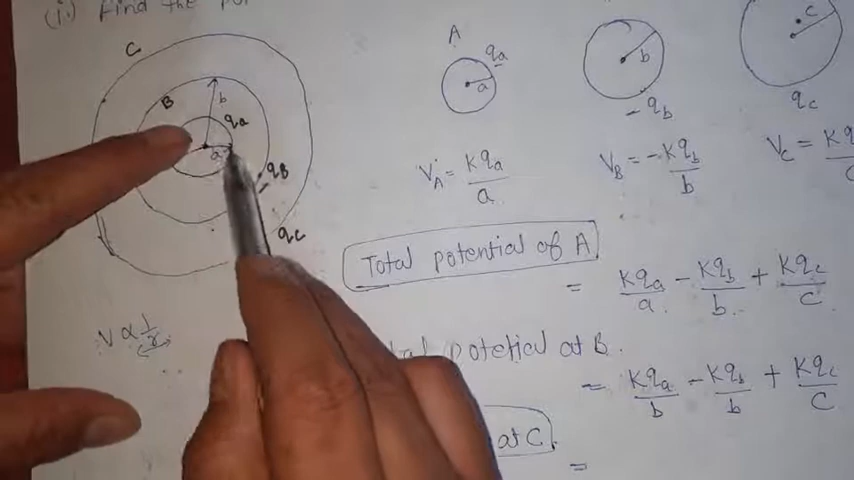 (i) Find the
C
B
b
qa
a
qB
qc
V ∝ 1/r
A
qa
a
b
- qb
C
qc
VA = Kqa/a
VB = -Kqb/b
VC = Kq
Total potential of A
= Kqa/a - Kqb/b + Kqc/C
poteticel at B.
= Kqa/b - Kqb/b + Kqc/C
at C.
=